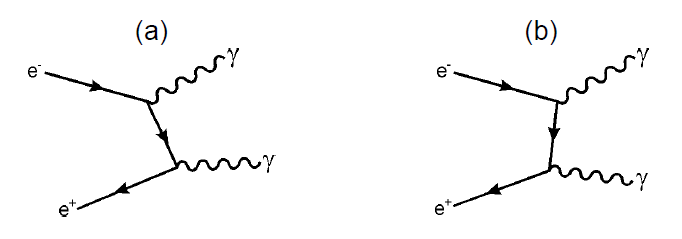 (a) (b)
e⁻ γ e⁻ γ
γ γ
e⁺ e⁺